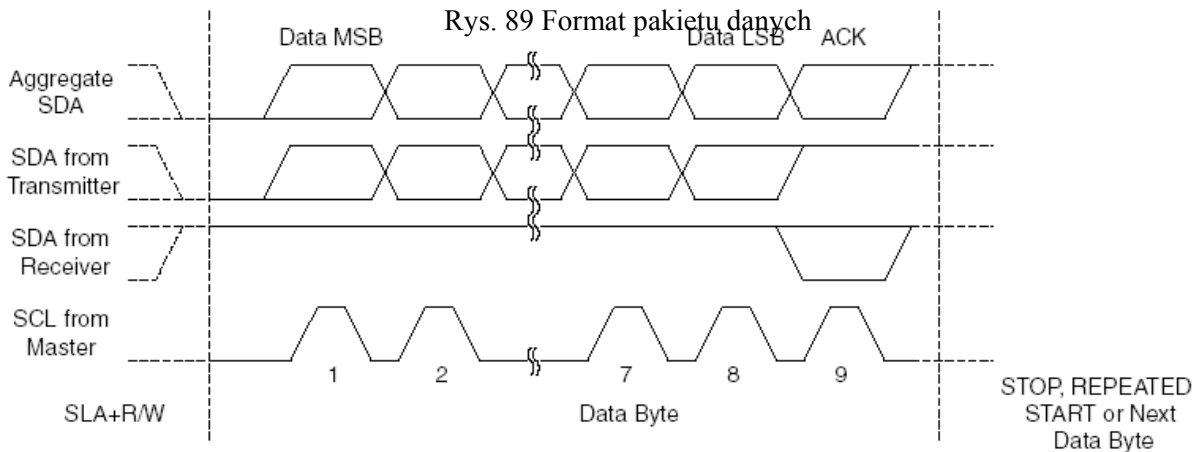 Rys. 89 Format pakietu danych
Data MSB
Data LSB
ACK
Aggregate
SDA
SDA from
Transmitter
SDA from
Receiver
SCL from
Master
1
2
7
8
9
SLA+R/W
Data Byte
STOP, REPEATED
START or Next
Data Byte